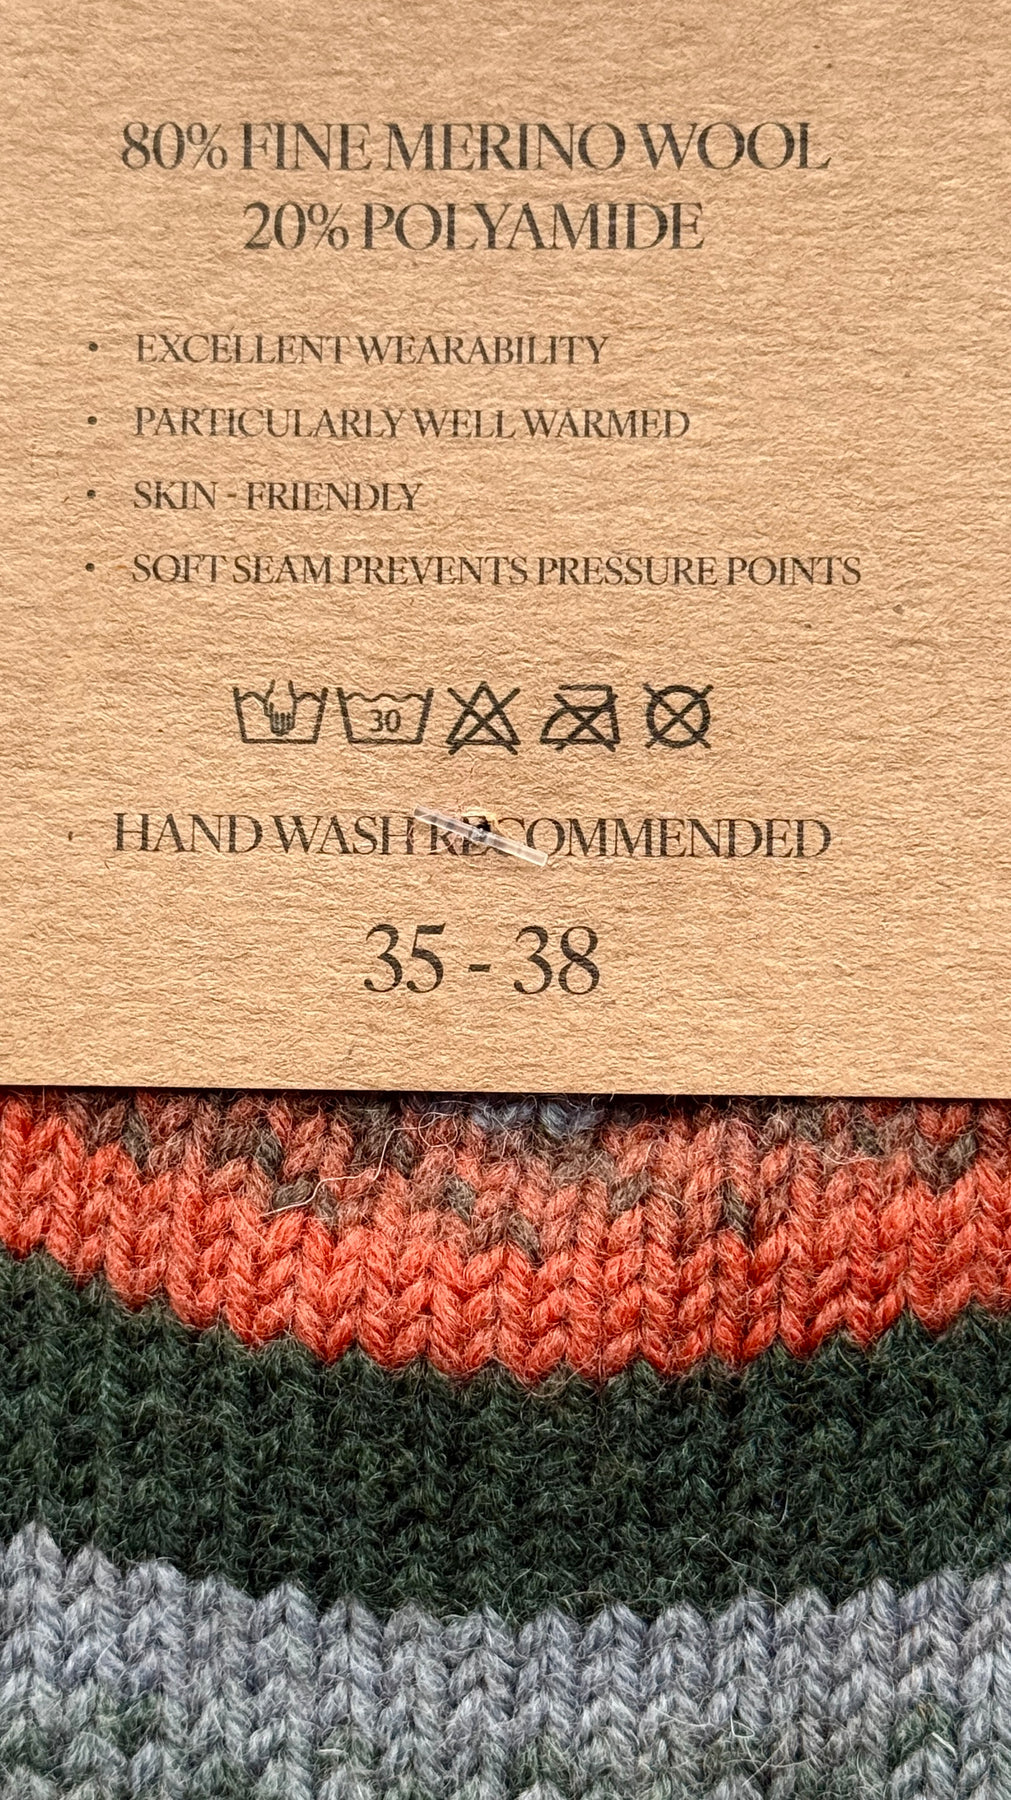 80% FINE MERINO WOOL
20% POLYAMIDE
• EXCELLENT WEARABILITY
• PARTICULARLY WELL WARMED
• SKIN - FRIENDLY
• SOFT SEAM PREVENTS PRESSURE POINTS
30
HAND WASH RECOMMENDED
35 - 38